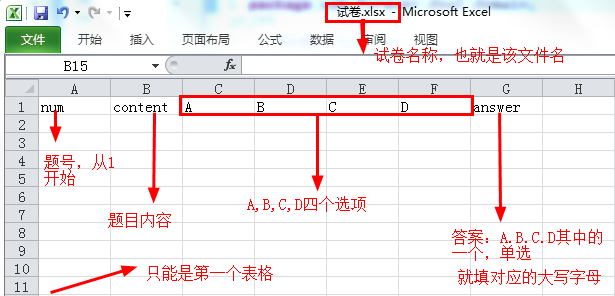 试卷.xlsx - Microsoft Excel
文件 开始 插入 页面布局 公式 数据 审阅 视图
试卷名称，也就是该文件名
B15 fx
A B C D E F G H
1 num content A B C D answer
2
3
4
题号，从1
开始
5
6
A,B,C,D四个选项
7
题目内容
8
答案：A.B.C.D其中的
一个，单选
9
10
只能是第一个表格
就填对应的大写字母
11